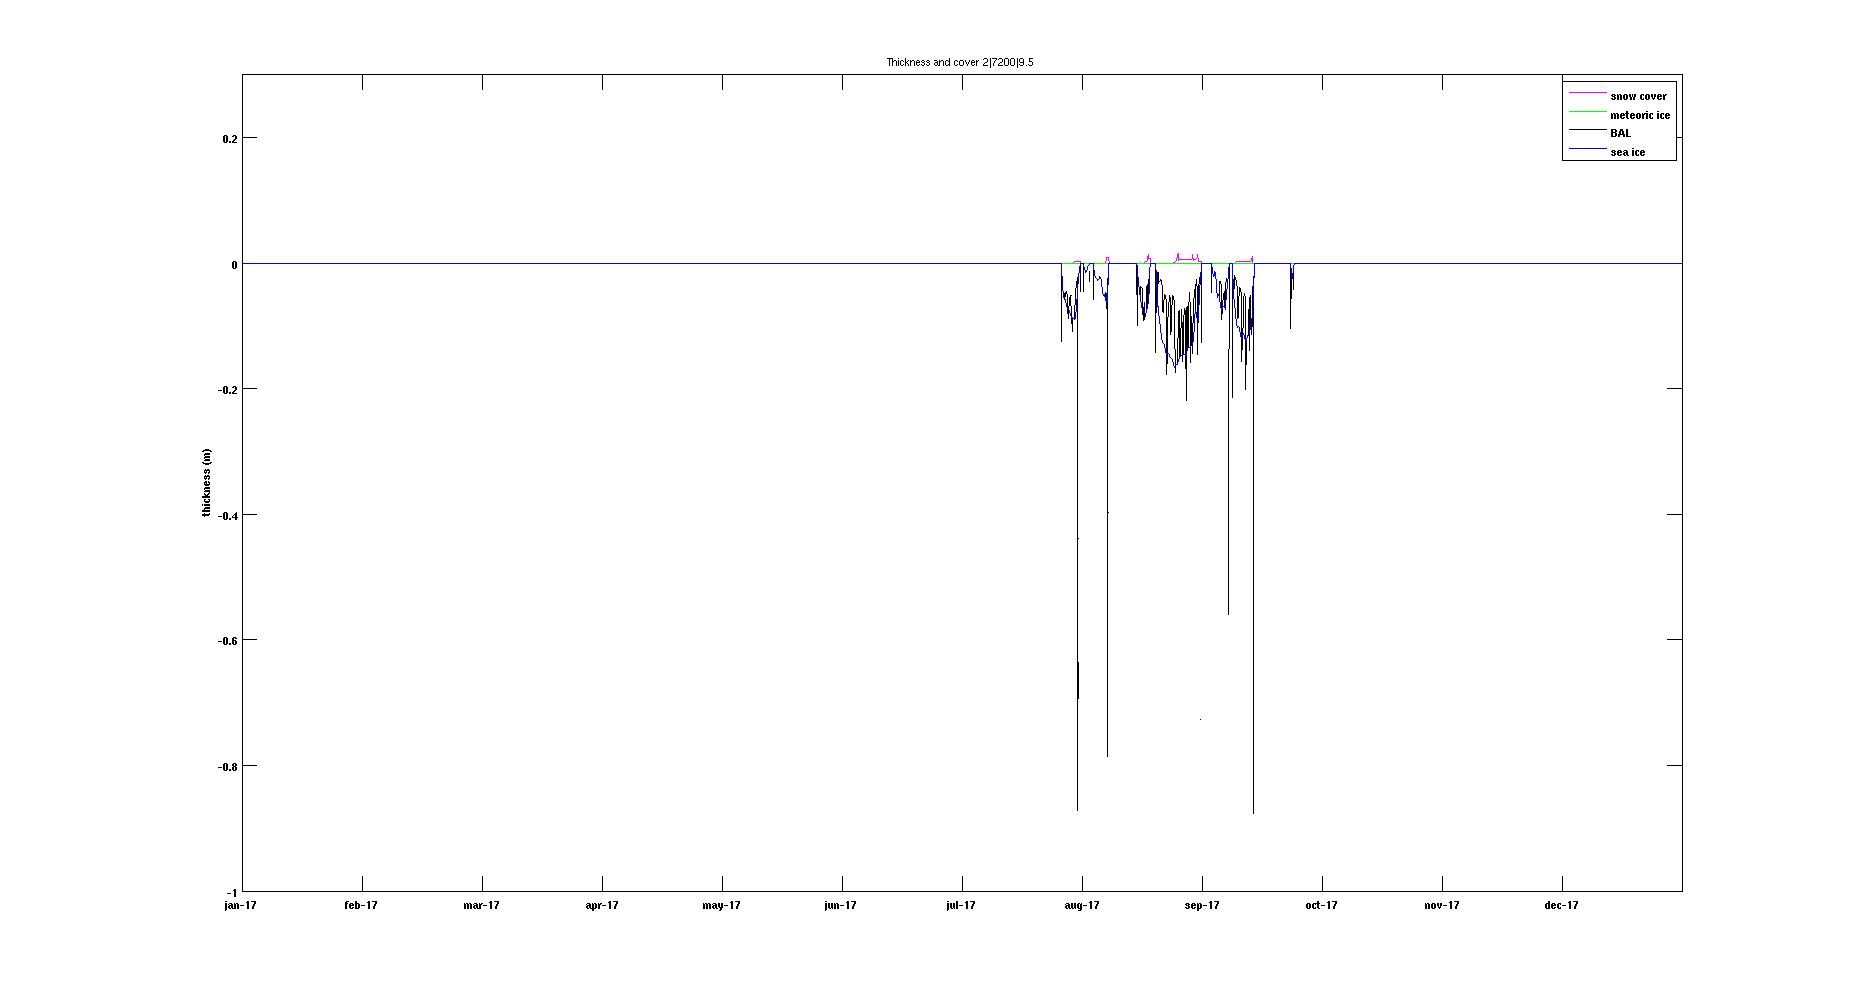 Thickness and cover 2|7200|9.5
snow cover
meteoric ice
BAL
sea ice
0.2
0
-0.2
-0.4
-0.6
-0.8
-1
thickness (m)
jan-17 feb-17 mar-17 apr-17 may-17 jun-17 jul-17 aug-17 sep-17 oct-17 nov-17 dec-17